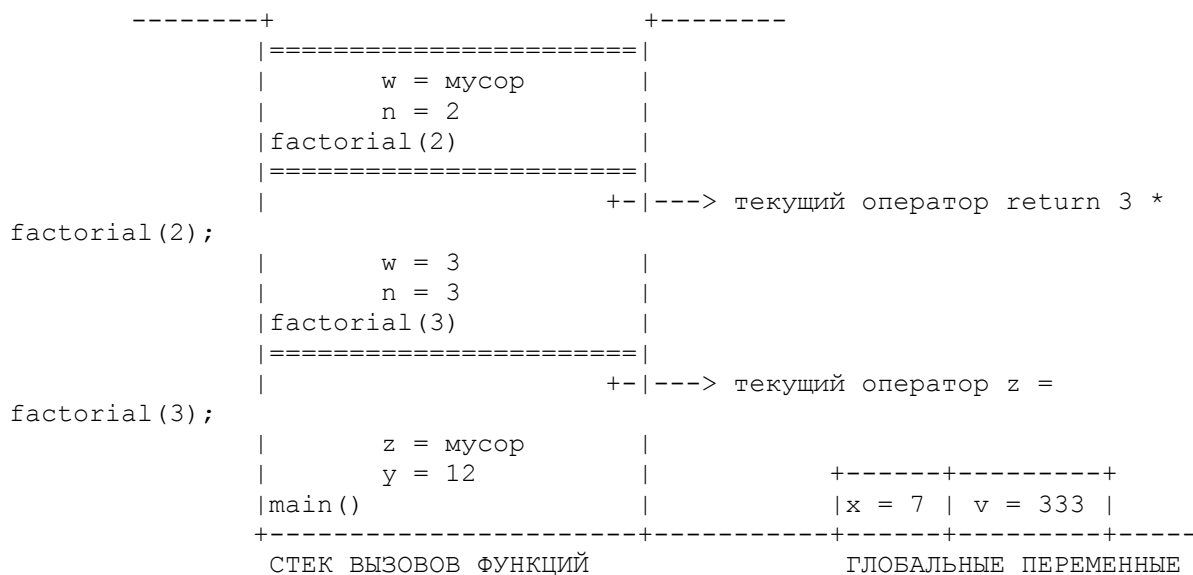 --------+                       +--------
|=======================|
|       w = мусор       |
|       n = 2           |
|factorial(2)           |
|=======================|
|                     +-|---> текущий оператор return 3 *
factorial(2);
|       w = 3           |
|       n = 3           |
|factorial(3)           |
|=======================|
|                     +-|---> текущий оператор z =
factorial(3);
|       z = мусор       |
|       y = 12          |           +------+---------+
|main()                 |           |x = 7 | v = 333 |
+-----------------------+-----------+------+---------+-----
СТЕК ВЫЗОВОВ ФУНКЦИЙ                ГЛОБАЛЬНЫЕ ПЕРЕМЕННЫЕ